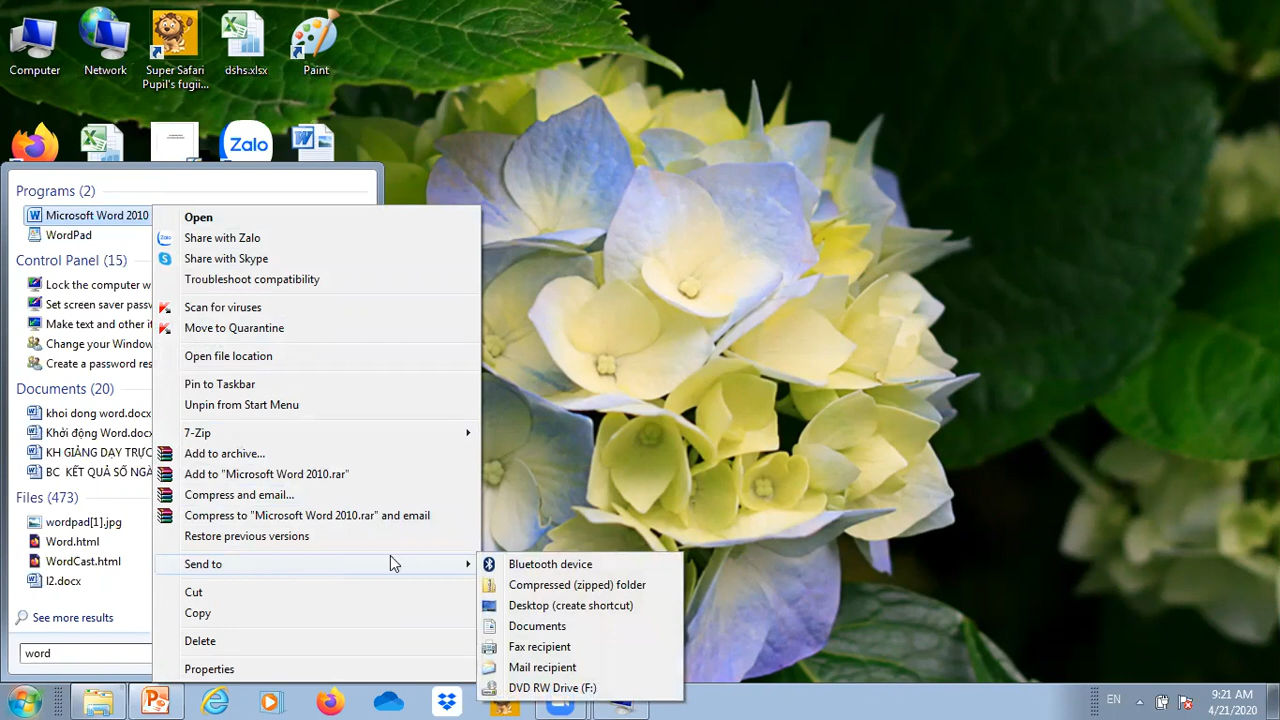 Computer
Network
Super Safari
Pupil's fugii...
dshs.xlsx
Paint
Zalo
Programs (2)
Microsoft Word 2010
WordPad
Control Panel (15)
Lock the computer w
Set screen saver passv
Make text and other it
Change your Window
Create a password res
Documents (20)
khoi dong word.docx
Khởi động Word.doc
KH GIẢNG DẠY TRỰC
BC KẾT QUẢ SỐ NGÀ
Files (473)
wordpad[1].jpg
Word.html
WordCast.html
l2.docx
See more results
word
Open
Share with Zalo
Share with Skype
Troubleshoot compatibility
Scan for viruses
Move to Quarantine
Open file location
Pin to Taskbar
Unpin from Start Menu
7-Zip
Add to archive...
Add to "Microsoft Word 2010.rar"
Compress and email...
Compress to "Microsoft Word 2010.rar" and email
Restore previous versions
Send to
Cut
Copy
Delete
Properties
Bluetooth device
Compressed (zipped) folder
Desktop (create shortcut)
Documents
Fax recipient
Mail recipient
DVD RW Drive (F:)
EN
9:21 AM
4/21/2020